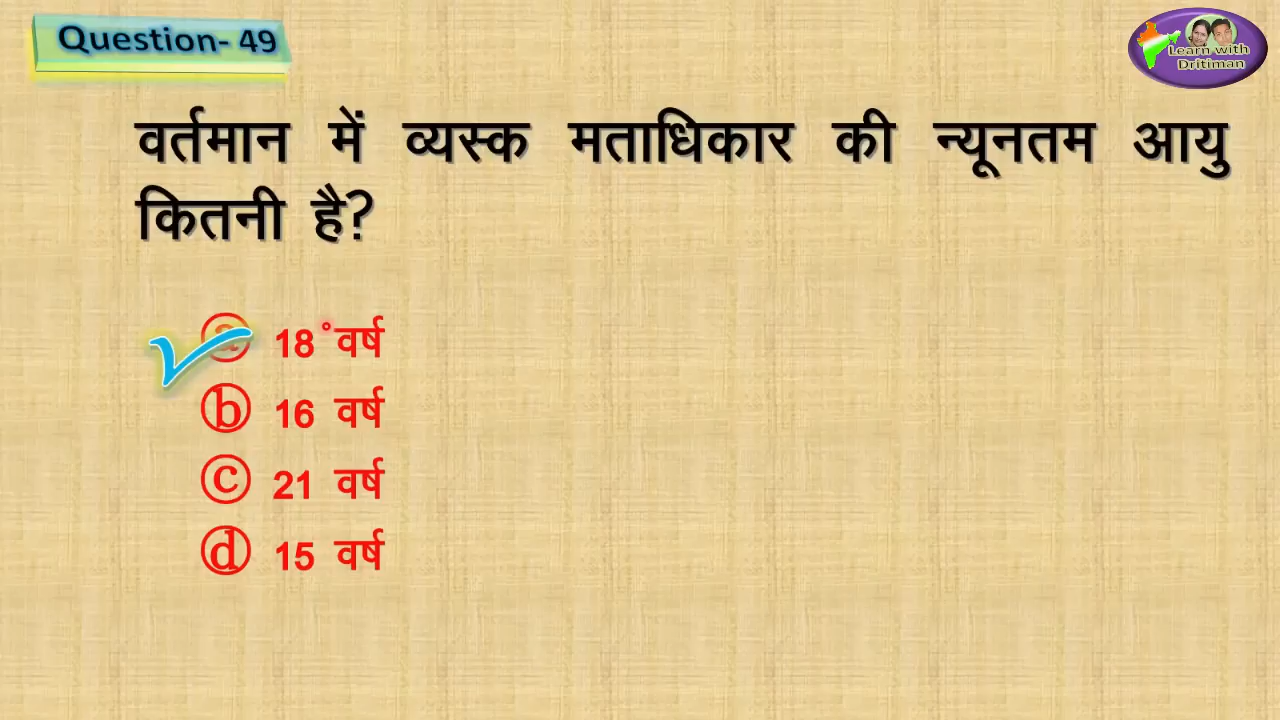 Question- 49
Learn with
Dritiman
वर्तमान में व्यस्क मताधिकार की न्यूनतम आयु
कितनी है?
ⓐ 18 वर्ष
ⓑ 16 वर्ष
ⓒ 21 वर्ष
ⓓ 15 वर्ष